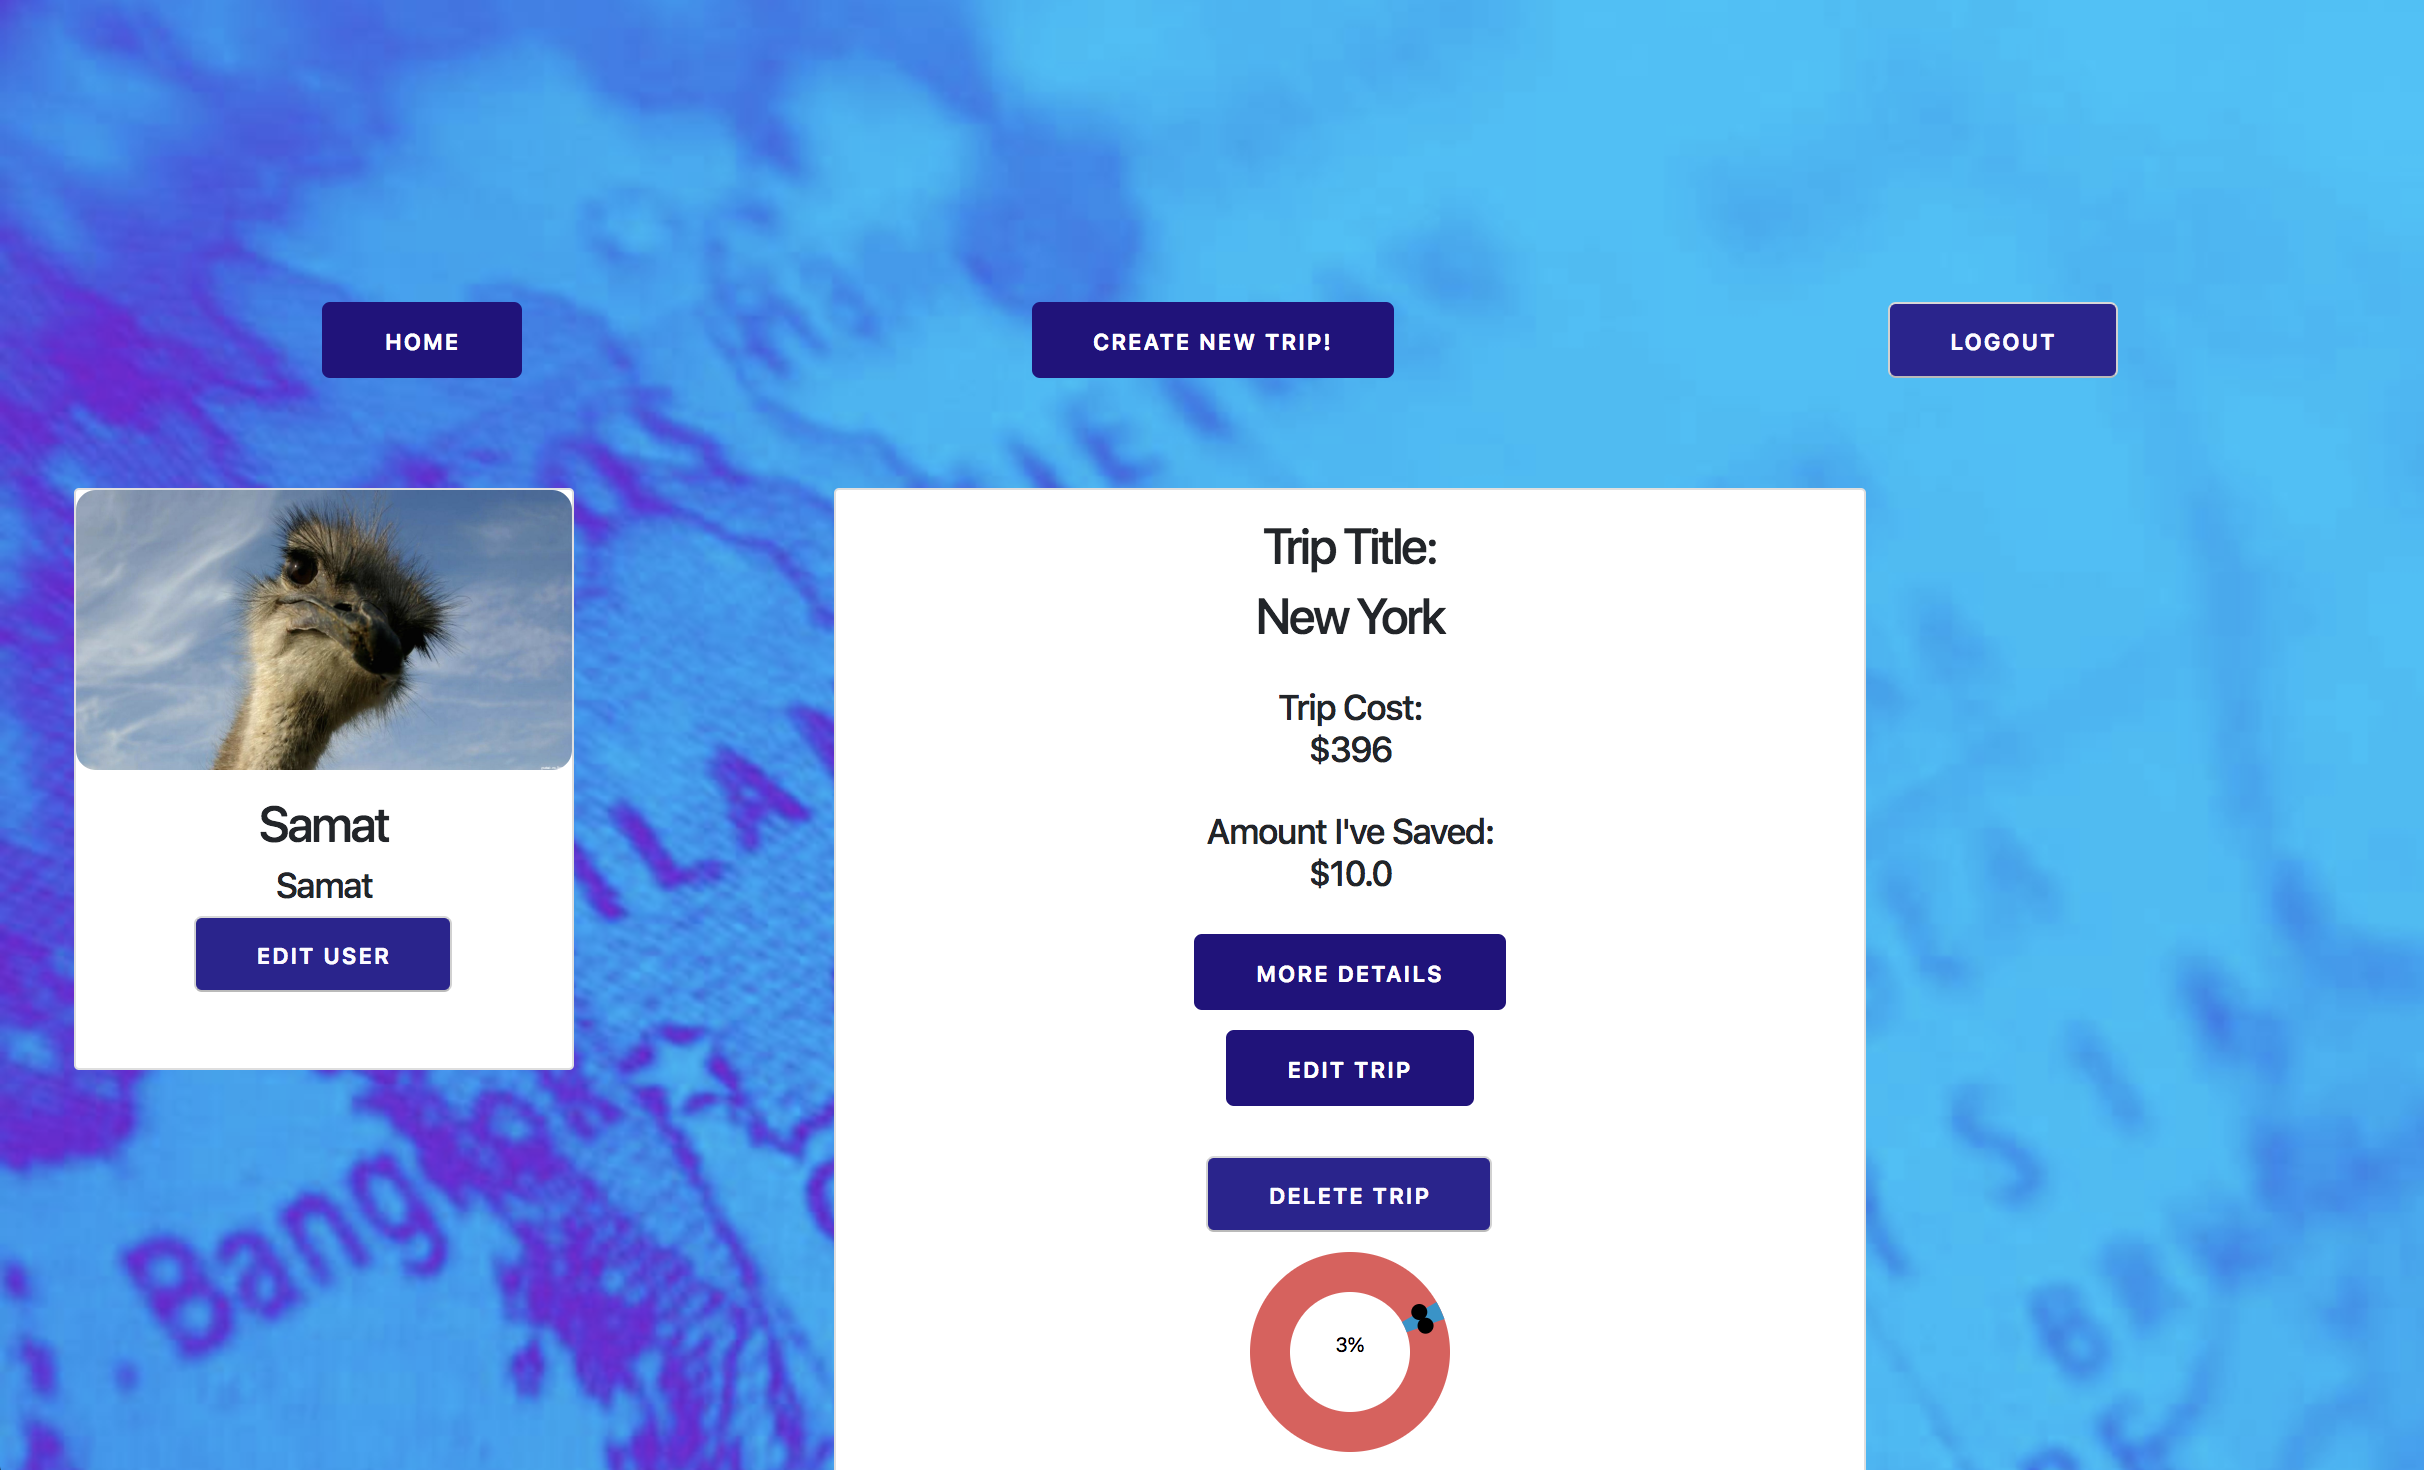 HOME
CREATE NEW TRIP!
LOGOUT
Samat
Samat
EDIT USER
Trip Title:
New York
Trip Cost:
$396
Amount I've Saved:
$10.0
MORE DETAILS
EDIT TRIP
DELETE TRIP
3%